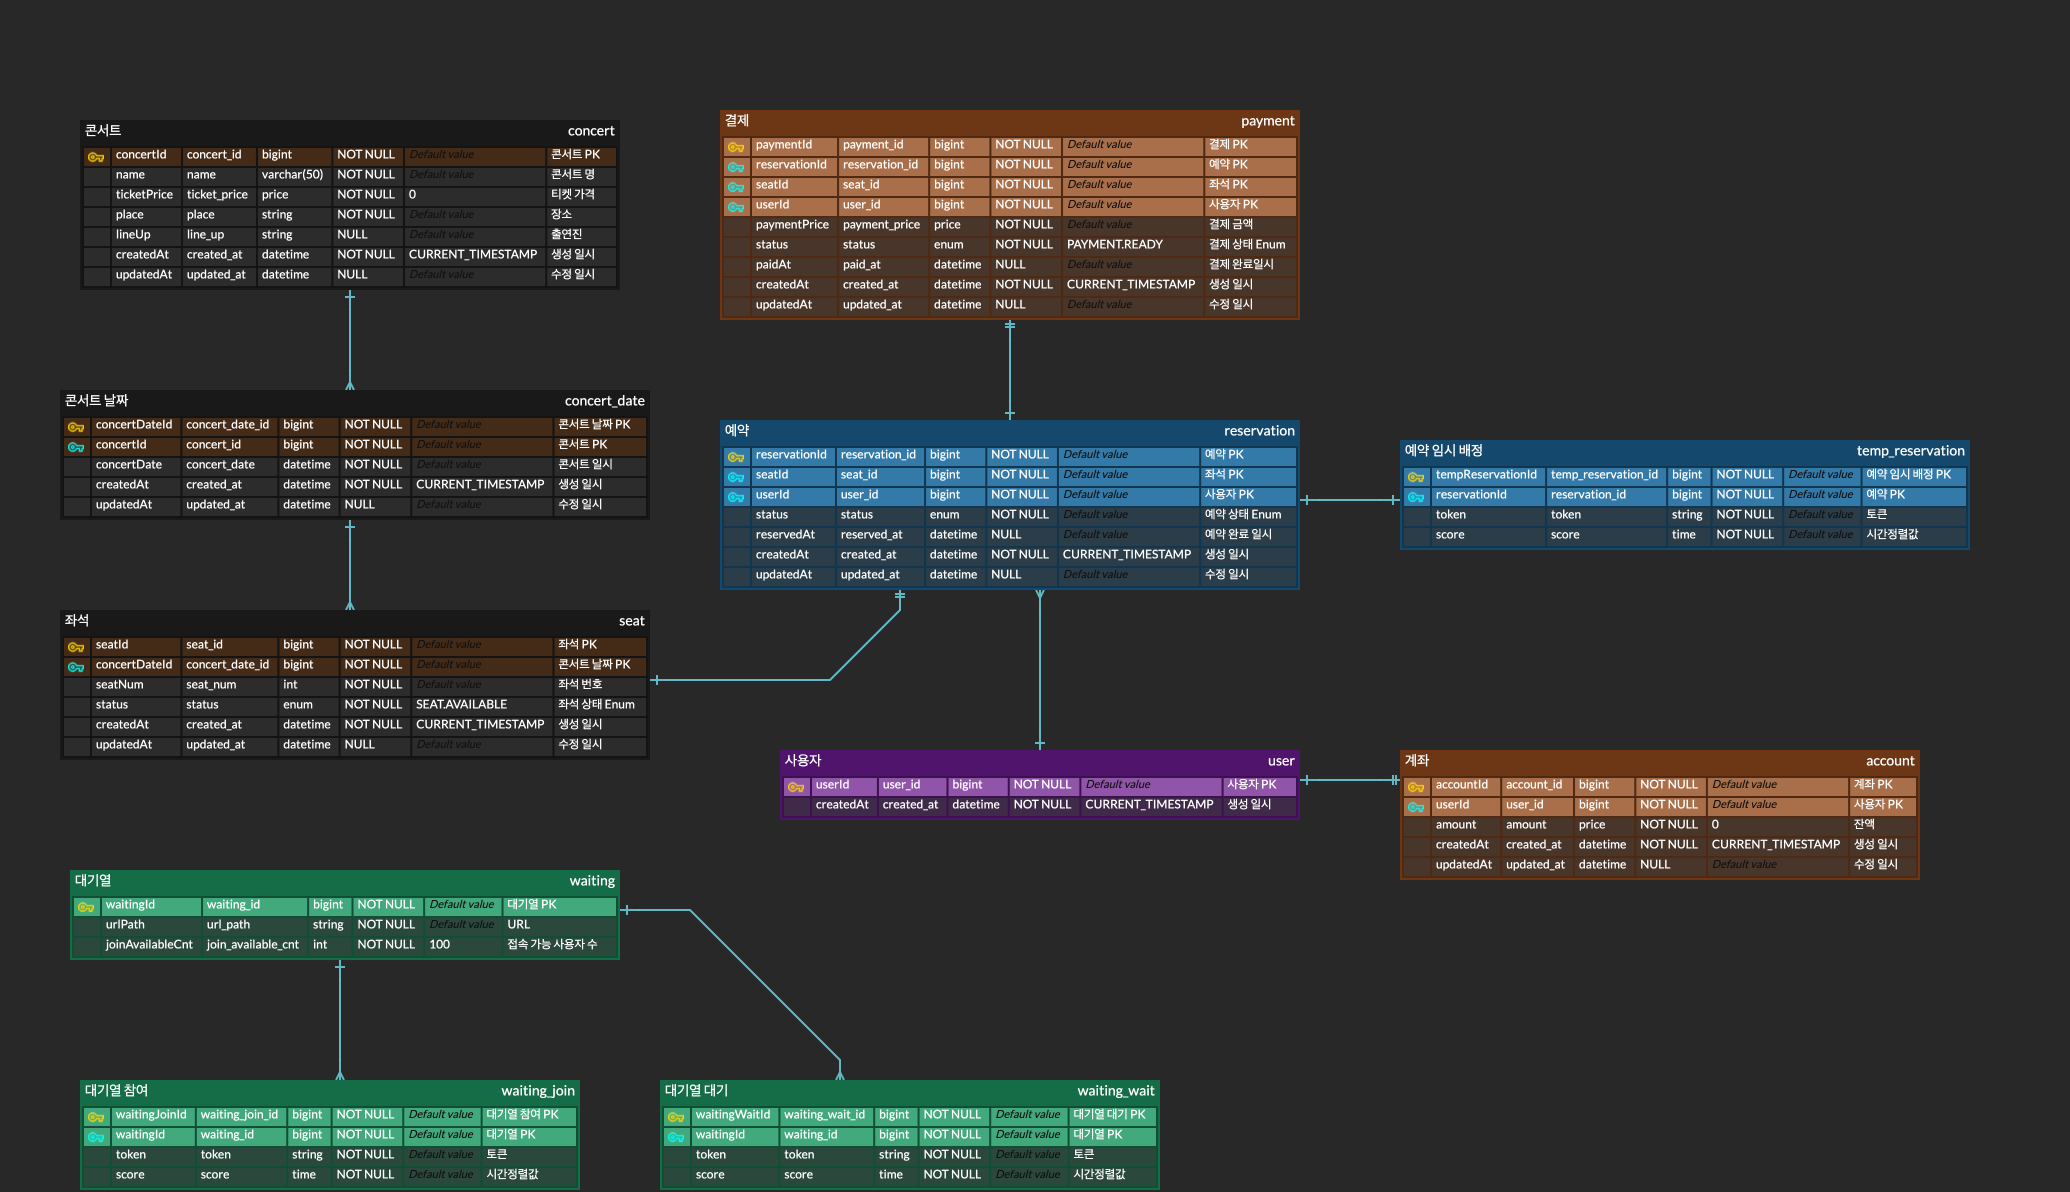 콘서트 concert
concertId concert_id bigint NOT NULL Default value 콘서트 PK
name name varchar(50) NOT NULL Default value 콘서트 명
ticketPrice ticket_price price NOT NULL 0 티켓 가격
place place string NOT NULL Default value 장소
lineUp line_up string NULL Default value 출연진
createdAt created_at datetime NOT NULL CURRENT_TIMESTAMP 생성 일시
updatedAt updated_at datetime NULL Default value 수정 일시
결제 payment
paymentId payment_id bigint NOT NULL Default value 결제 PK
reservationId reservation_id bigint NOT NULL Default value 예약 PK
seatId seat_id bigint NOT NULL Default value 좌석 PK
userId user_id bigint NOT NULL Default value 사용자 PK
paymentPrice payment_price price NOT NULL Default value 결제 금액
status status enum NOT NULL PAYMENT.READY 결제 상태 Enum
paidAt paid_at datetime NULL Default value 결제 완료일시
createdAt created_at datetime NOT NULL CURRENT_TIMESTAMP 생성 일시
updatedAt updated_at datetime NULL Default value 수정 일시
콘서트 날짜 concert_date
concertDateId concert_date_id bigint NOT NULL Default value 콘서트 날짜 PK
concertId concert_id bigint NOT NULL Default value 콘서트 PK
concertDate concert_date datetime NOT NULL Default value 콘서트 일시
createdAt created_at datetime NOT NULL CURRENT_TIMESTAMP 생성 일시
updatedAt updated_at datetime NULL Default value 수정 일시
예약 reservation
reservationId reservation_id bigint NOT NULL Default value 예약 PK
seatId seat_id bigint NOT NULL Default value 좌석 PK
userId user_id bigint NOT NULL Default value 사용자 PK
status status enum NOT NULL Default value 예약 상태 Enum
reservedAt reserved_at datetime NULL Default value 예약 완료 일시
createdAt created_at datetime NOT NULL CURRENT_TIMESTAMP 생성 일시
updatedAt updated_at datetime NULL Default value 수정 일시
예약 임시 배정 temp_reservation
tempReservationId temp_reservation_id bigint NOT NULL Default value 예약 임시 배정 PK
reservationId reservation_id bigint NOT NULL Default value 예약 PK
token token string NOT NULL Default value 토큰
score score time NOT NULL Default value 시간정렬값
좌석 seat
seatId seat_id bigint NOT NULL Default value 좌석 PK
concertDateId concert_date_id bigint NOT NULL Default value 콘서트 날짜 PK
seatNum seat_num int NOT NULL Default value 좌석 번호
status status enum NOT NULL SEAT.AVAILABLE 좌석 상태 Enum
createdAt created_at datetime NOT NULL CURRENT_TIMESTAMP 생성 일시
updatedAt updated_at datetime NULL Default value 수정 일시
사용자 user
userId user_id bigint NOT NULL Default value 사용자 PK
createdAt created_at datetime NOT NULL CURRENT_TIMESTAMP 생성 일시
계좌 account
accountId account_id bigint NOT NULL Default value 계좌 PK
userId user_id bigint NOT NULL Default value 사용자 PK
amount amount price NOT NULL 0 잔액
createdAt created_at datetime NOT NULL CURRENT_TIMESTAMP 생성 일시
updatedAt updated_at datetime NULL Default value 수정 일시
대기열 waiting
waitingId waiting_id bigint NOT NULL Default value 대기열 PK
urlPath url_path string NOT NULL Default value URL
joinAvailableCnt join_available_cnt int NOT NULL 100 접속 가능 사용자 수
대기열 참여 waiting_join
waitingJoinId waiting_join_id bigint NOT NULL Default value 대기열 참여 PK
waitingId waiting_id bigint NOT NULL Default value 대기열 PK
token token string NOT NULL Default value 토큰
score score time NOT NULL Default value 시간정렬값
대기열 대기 waiting_wait
waitingWaitId waiting_wait_id bigint NOT NULL Default value 대기열 대기 PK
waitingId waiting_id bigint NOT NULL Default value 대기열 PK
token token string NOT NULL Default value 토큰
score score time NOT NULL Default value 시간정렬값